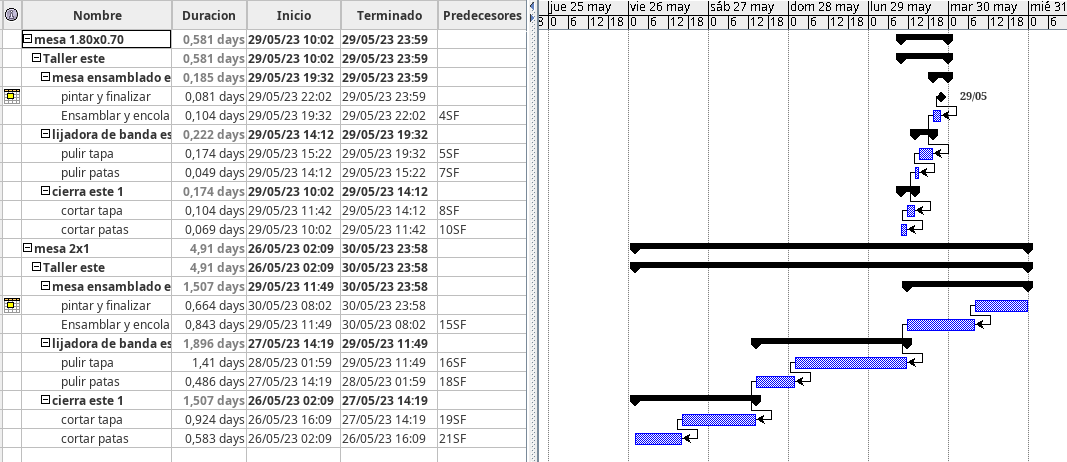 Nombre Duracion Inicio Terminado Predecesores
jue 25 may vie 26 may sáb 27 may dom 28 may lun 29 may mar 30 may mié 31
8 0 6 12 18 0 6 12 18 0 6 12 18 0 6 12 18 0 6 12 18 0 6 12 18 0 6
mesa 1.80x0.70 0,581 days 29/05/23 10:02 29/05/23 23:59
Taller este 0,581 days 29/05/23 10:02 29/05/23 23:59
mesa ensamblado e 0,185 days 29/05/23 19:32 29/05/23 23:59
pintar y finalizar 0,081 days 29/05/23 22:02 29/05/23 23:59 29/05
Ensamblar y encola 0,104 days 29/05/23 19:32 29/05/23 22:02 4SF
lijadora de banda es 0,222 days 29/05/23 14:12 29/05/23 19:32
pulir tapa 0,174 days 29/05/23 15:22 29/05/23 19:32 5SF
pulir patas 0,049 days 29/05/23 14:12 29/05/23 15:22 7SF
cierra este 1 0,174 days 29/05/23 10:02 29/05/23 14:12
cortar tapa 0,104 days 29/05/23 11:42 29/05/23 14:12 8SF
cortar patas 0,069 days 29/05/23 10:02 29/05/23 11:42 10SF
mesa 2x1 4,91 days 26/05/23 02:09 30/05/23 23:58
Taller este 4,91 days 26/05/23 02:09 30/05/23 23:58
mesa ensamblado e 1,507 days 29/05/23 11:49 30/05/23 23:58
pintar y finalizar 0,664 days 30/05/23 08:02 30/05/23 23:58
Ensamblar y encola 0,843 days 29/05/23 11:49 30/05/23 08:02 15SF
lijadora de banda es 1,896 days 27/05/23 14:19 29/05/23 11:49
pulir tapa 1,41 days 28/05/23 01:59 29/05/23 11:49 16SF
pulir patas 0,486 days 27/05/23 14:19 28/05/23 01:59 18SF
cierra este 1 1,507 days 26/05/23 02:09 27/05/23 14:19
cortar tapa 0,924 days 26/05/23 16:09 27/05/23 14:19 19SF
cortar patas 0,583 days 26/05/23 02:09 26/05/23 16:09 21SF